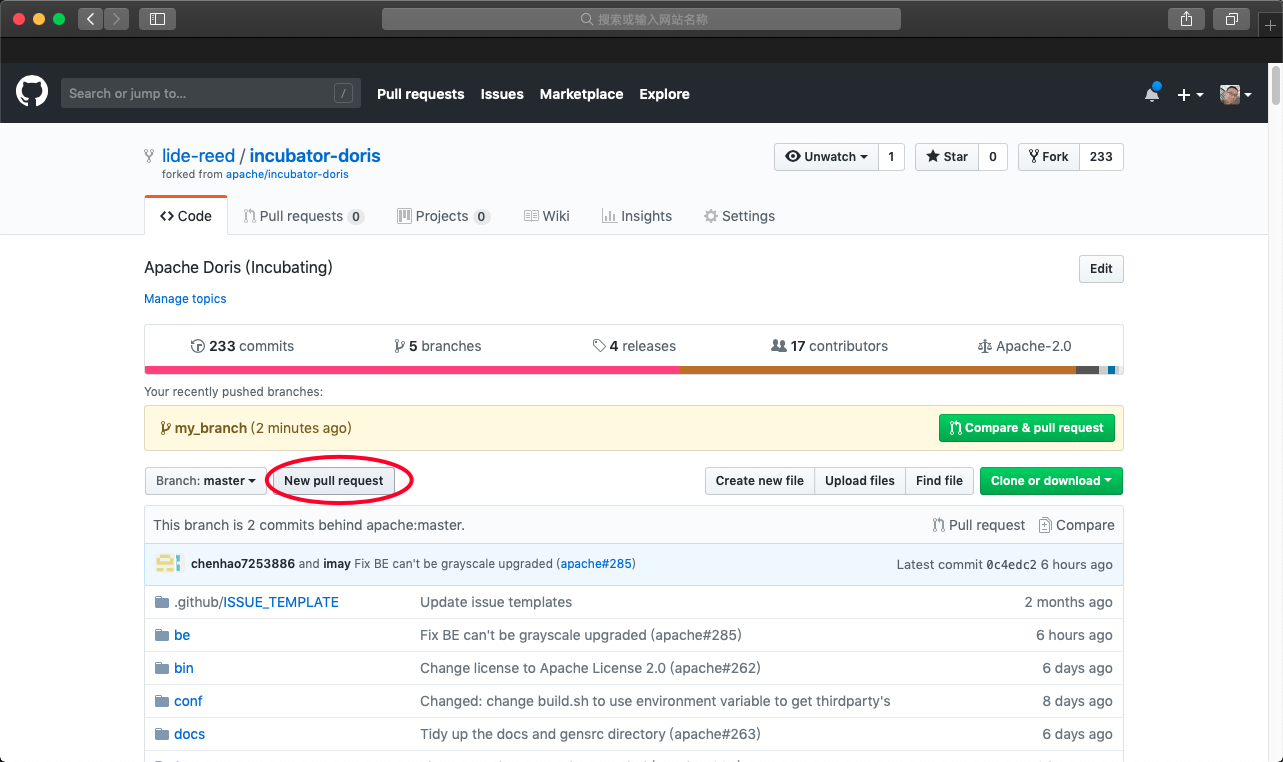 搜索或输入网站名称
Search or jump to... / Pull requests Issues Marketplace Explore
lide-reed / incubator-doris Unwatch 1 Star 0 Fork 233
forked from apache/incubator-doris
Code Pull requests 0 Projects 0 Wiki Insights Settings
Apache Doris (Incubating) Edit
Manage topics
233 commits 5 branches 4 releases 17 contributors Apache-2.0
Your recently pushed branches:
my_branch (2 minutes ago) Compare & pull request
Branch: master New pull request Create new file Upload files Find file Clone or download
This branch is 2 commits behind apache:master. Pull request Compare
chenhao7253886 and imay Fix BE can't be grayscale upgraded (apache#285) Latest commit 0c4edc2 6 hours ago
.github/ISSUE_TEMPLATE Update issue templates 2 months ago
be Fix BE can't be grayscale upgraded (apache#285) 6 hours ago
bin Change license to Apache License 2.0 (apache#262) 6 days ago
conf Changed: change build.sh to use environment variable to get thirdparty's 8 days ago
docs Tidy up the docs and gensrc directory (apache#263) 6 days ago